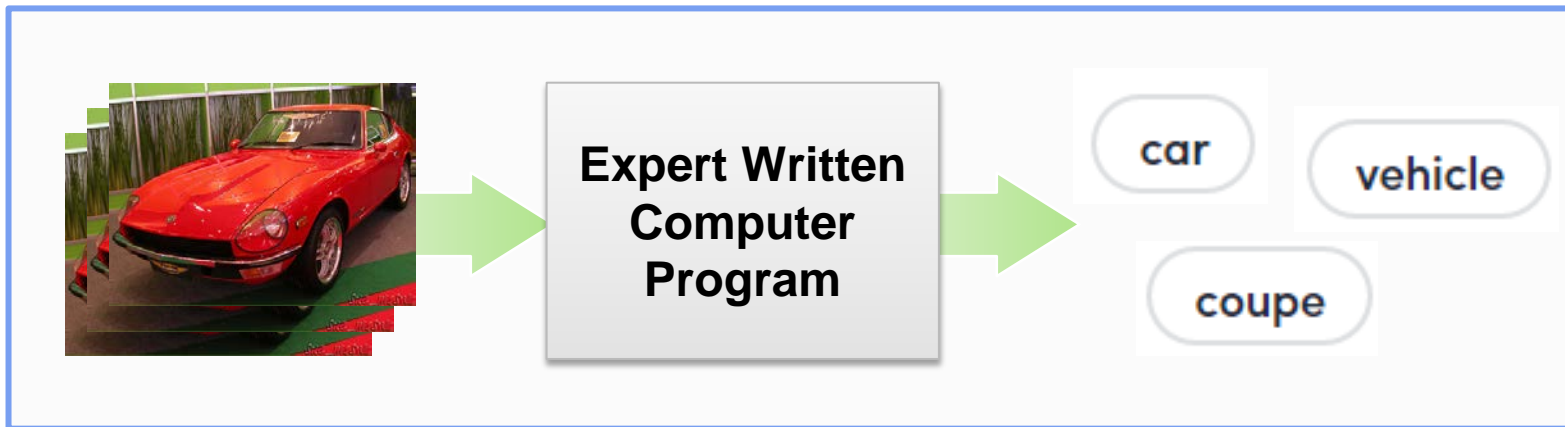 Expert Written
Computer
Program
car
vehicle
coupe